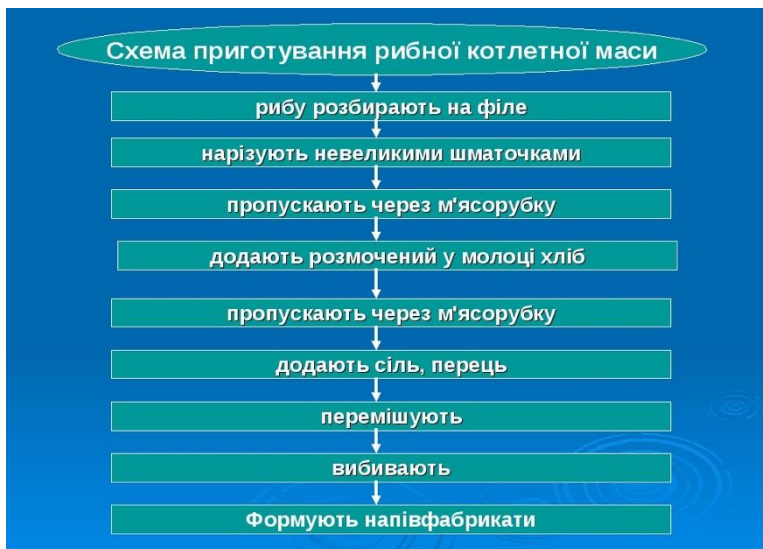 Схема приготування рибної котлетної маси
рибу розбирають на філе
нарізують невеликими шматочками
пропускають через м'ясорубку
додають розмочений у молоці хліб
пропускають через м'ясорубку
додають сіль, перець
перемішують
вибивають
Формують напівфабрикати